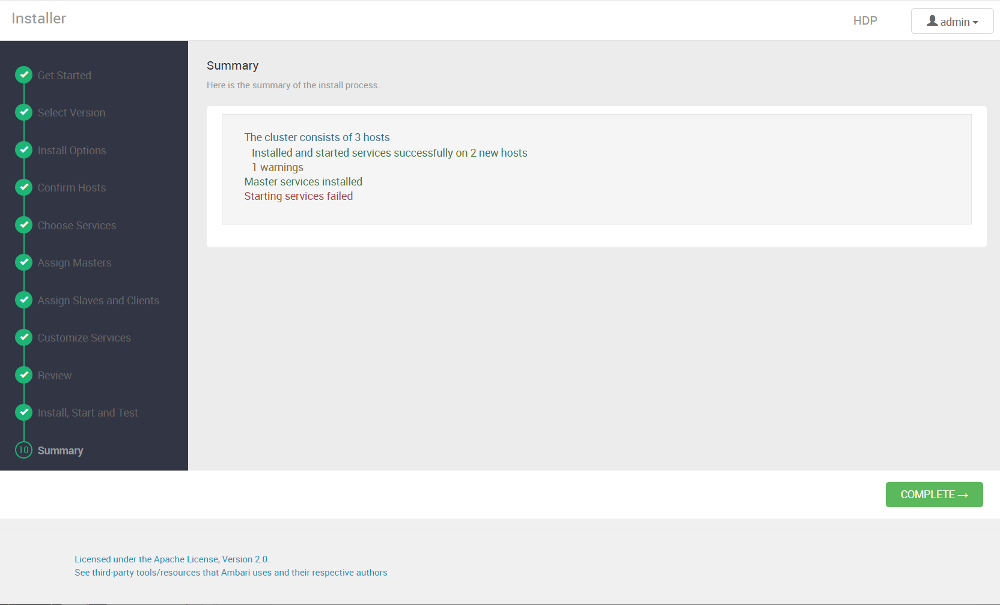 Installer
HDP
admin
Get Started
Select Version
Install Options
Confirm Hosts
Choose Services
Assign Masters
Assign Slaves and Clients
Customize Services
Review
Install, Start and Test
10 Summary
Summary
Here is the summary of the install process.
The cluster consists of 3 hosts
Installed and started services successfully on 2 new hosts
1 warnings
Master services installed
Starting services failed
COMPLETE →
Licensed under the Apache License, Version 2.0.
See third-party tools/resources that Ambari uses and their respective authors